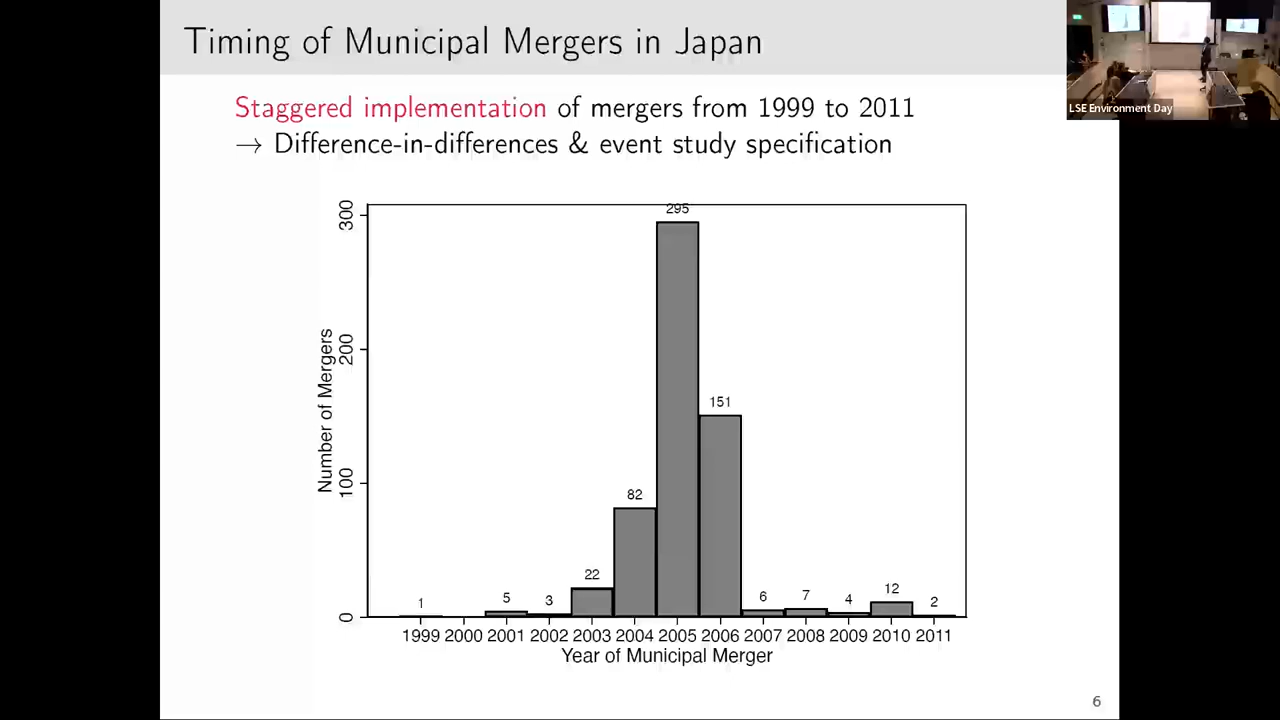 Timing of Municipal Mergers in Japan
LSE Environment Day
Staggered implementation of mergers from 1999 to 2011
→ Difference-in-differences & event study specification
Number of Mergers
300
200
100
0
1
5
3
22
82
295
151
6
7
4
12
2
1999 2000 2001 2002 2003 2004 2005 2006 2007 2008 2009 2010 2011
Year of Municipal Merger
6